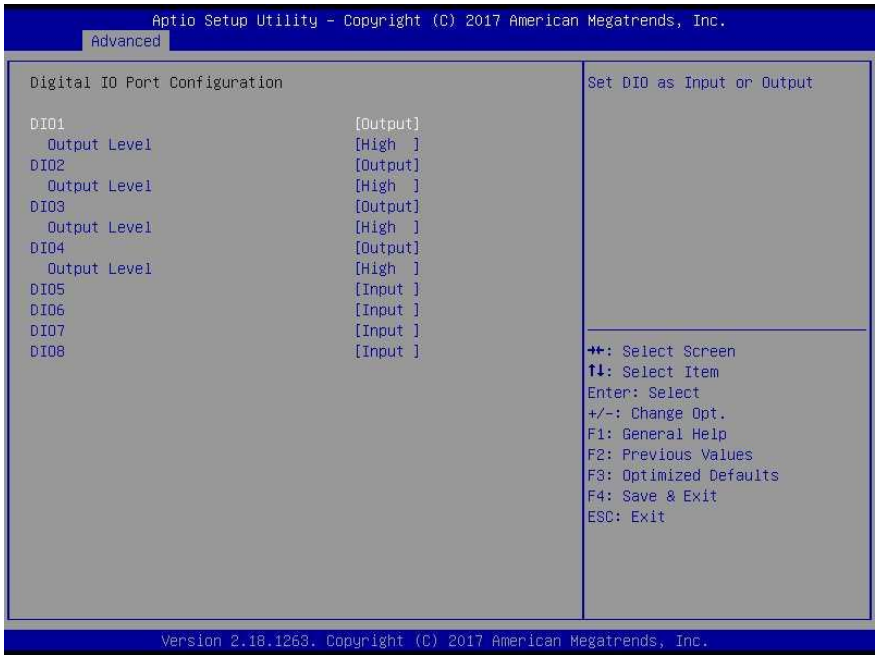 Aptio Setup Utility – Copyright (C) 2017 American Megatrends, Inc.
Advanced
Digital IO Port Configuration
DIO1 [Output]
Output Level [High ]
DIO2 [Output]
Output Level [High ]
DIO3 [Output]
Output Level [High ]
DIO4 [Output]
Output Level [High ]
DIO5 [Input ]
DIO6 [Input ]
DIO7 [Input ]
DIO8 [Input ]
Set DIO as Input or Output
→←: Select Screen
↑↓: Select Item
Enter: Select
+/-: Change Opt.
F1: General Help
F2: Previous Values
F3: Optimized Defaults
F4: Save & Exit
ESC: Exit
Version 2.18.1263. Copyright (C) 2017 American Megatrends, Inc.